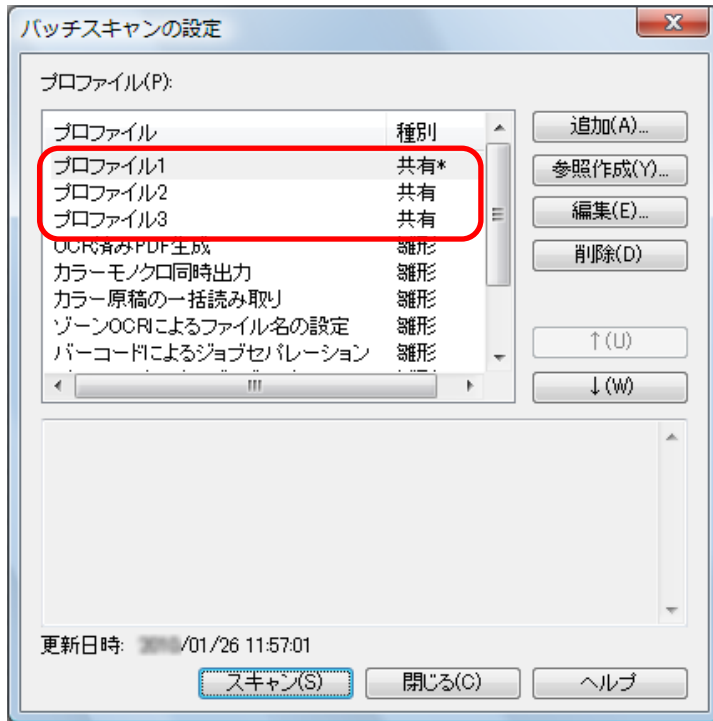 バッチスキャンの設定
プロファイル(P):
プロファイル 種別
プロファイル1 共有*
プロファイル2 共有
プロファイル3 共有
OCR済みPDF生成 雛形
カラーモノクロ同時出力 雛形
カラー原稿の一括読み取り 雛形
ゾーンOCRによるファイル名の設定 雛形
バーコードによるジョブセパレーション 雛形
追加(A)...
参照作成(Y)...
編集(E)...
削除(D)
↑(U)
↓(W)
更新日時: /01/26 11:57:01
スキャン(S) 閉じる(C) ヘルプ